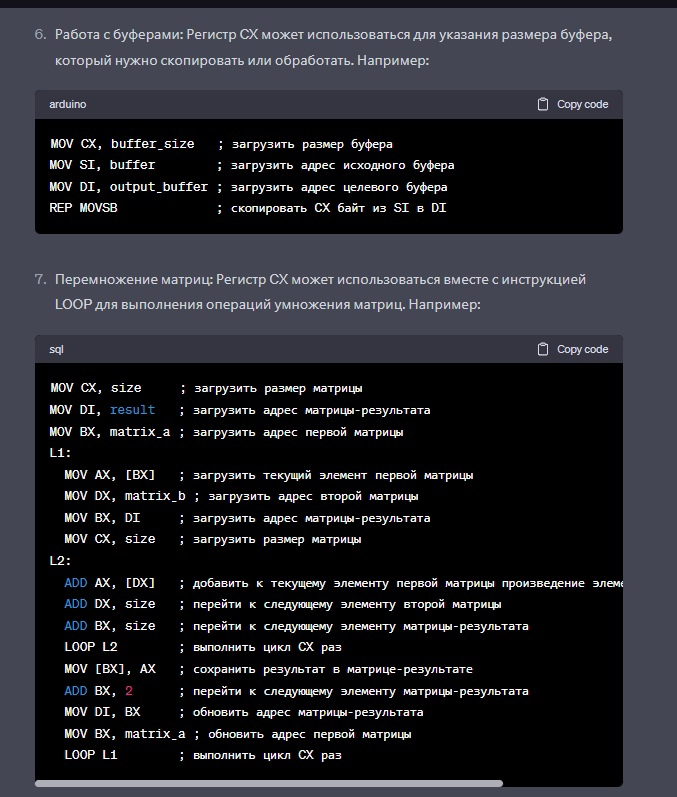 6. Работа с буферами: Регистр CX может использоваться для указания размера буфера,
который нужно скопировать или обработать. Например:
arduino Copy code
MOV CX, buffer_size ; загрузить размер буфера
MOV SI, buffer ; загрузить адрес исходного буфера
MOV DI, output_buffer ; загрузить адрес целевого буфера
REP MOVSB ; скопировать CX байт из SI в DI
7. Перемножение матриц: Регистр CX может использоваться вместе с инструкцией
LOOP для выполнения операций умножения матриц. Например:
sql Copy code
MOV CX, size ; загрузить размер матрицы
MOV DI, result ; загрузить адрес матрицы-результата
MOV BX, matrix_a ; загрузить адрес первой матрицы
L1:
MOV AX, [BX] ; загрузить текущий элемент первой матрицы
MOV DX, matrix_b ; загрузить адрес второй матрицы
MOV BX, DI ; загрузить адрес матрицы-результата
MOV CX, size ; загрузить размер матрицы
L2:
ADD AX, [DX] ; добавить к текущему элементу первой матрицы произведение элеме
ADD DX, size ; перейти к следующему элементу второй матрицы
ADD BX, size ; перейти к следующему элементу матрицы-результата
LOOP L2 ; выполнить цикл CX раз
MOV [BX], AX ; сохранить результат в матрице-результате
ADD BX, 2 ; перейти к следующему элементу матрицы-результата
MOV DI, BX ; обновить адрес матрицы-результата
MOV BX, matrix_a ; обновить адрес первой матрицы
LOOP L1 ; выполнить цикл CX раз